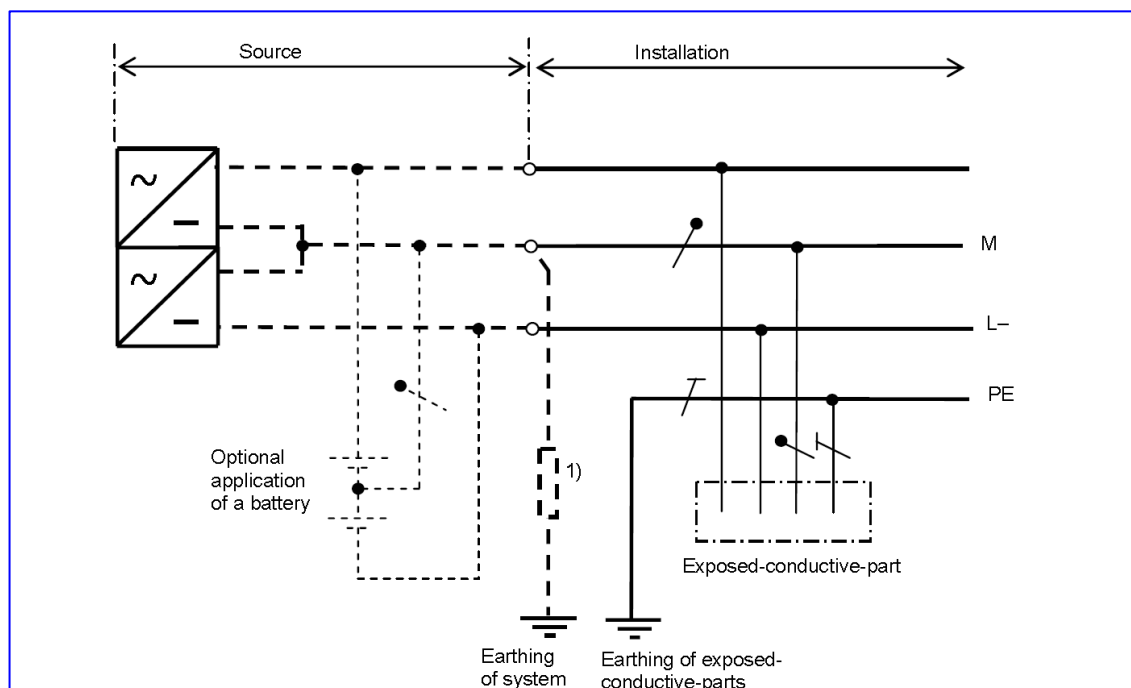 Source
Installation
M
L–
PE
Optional
application
of a battery
1)
Exposed-conductive-part
Earthing
of system
Earthing of exposed-
conductive-parts